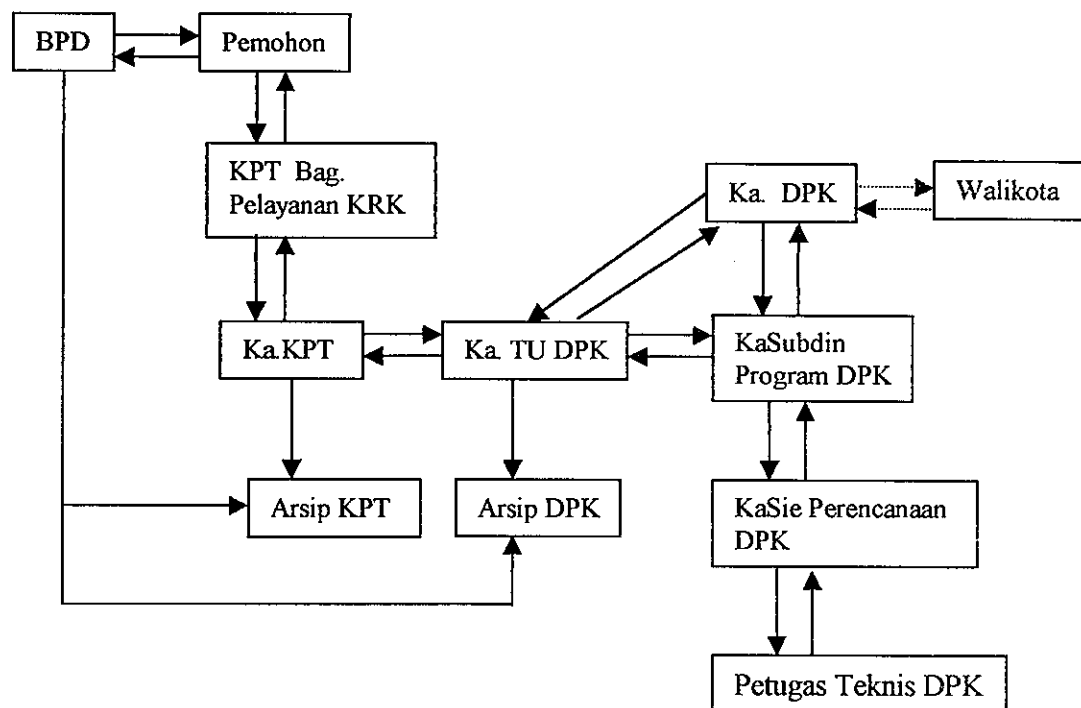 BPD
Pemohon
KPT Bag.
Pelayanan KRK
Ka. DPK
Walikota
Ka.KPT
Ka. TU DPK
KaSubdin
Program DPK
Arsip KPT
Arsip DPK
KaSie Perencanaan
DPK
Petugas Teknis DPK